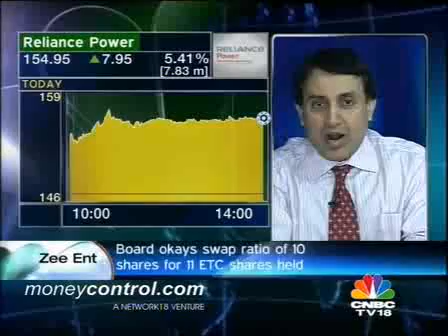 Reliance Power
154.95 ▲ 7.95 5.41%
[7.83 m]
RELIANCE
Power
TODAY
159
146
10:00 14:00
Zee Ent
Board okays swap ratio of 10
shares for 11 ETC shares held
moneycontrol.com
A NETWORK18 VENTURE
CNBC
TV18